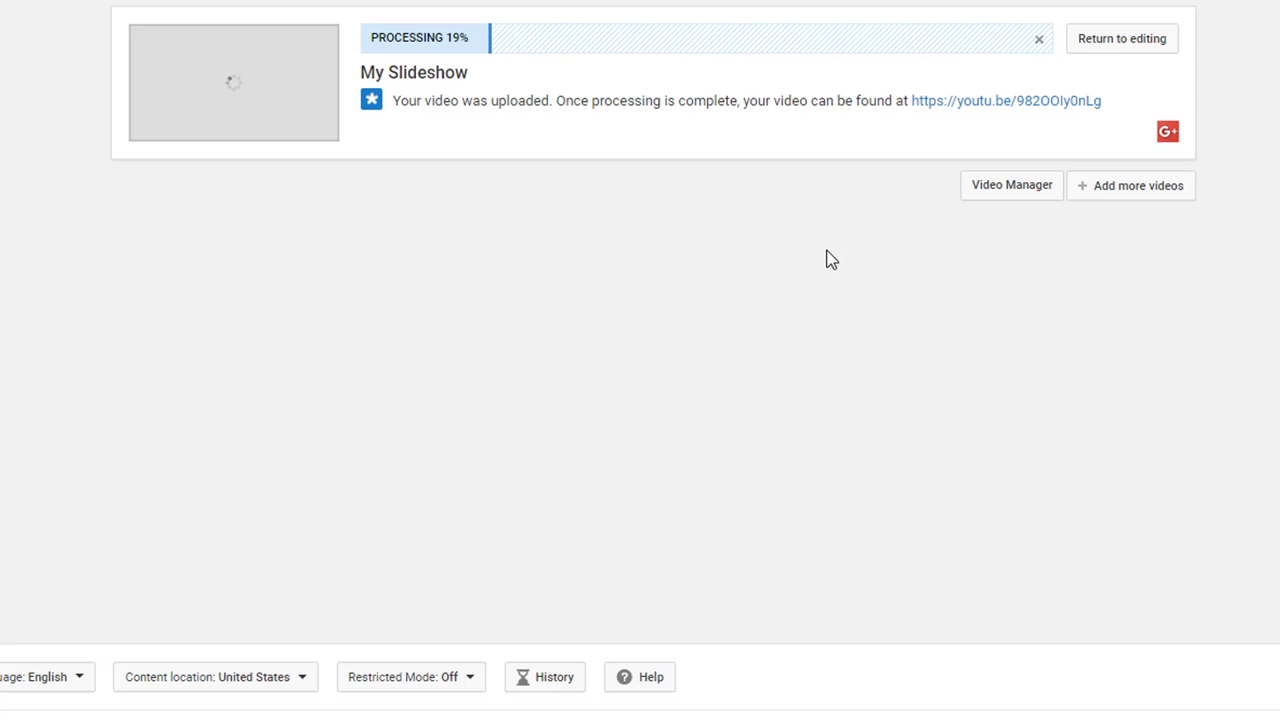 PROCESSING 19%
Return to editing
My Slideshow
Your video was uploaded. Once processing is complete, your video can be found at https://youtu.be/982OOIy0nLg
G+
Video Manager
+ Add more videos
uage: English
Content location: United States
Restricted Mode: Off
History
? Help